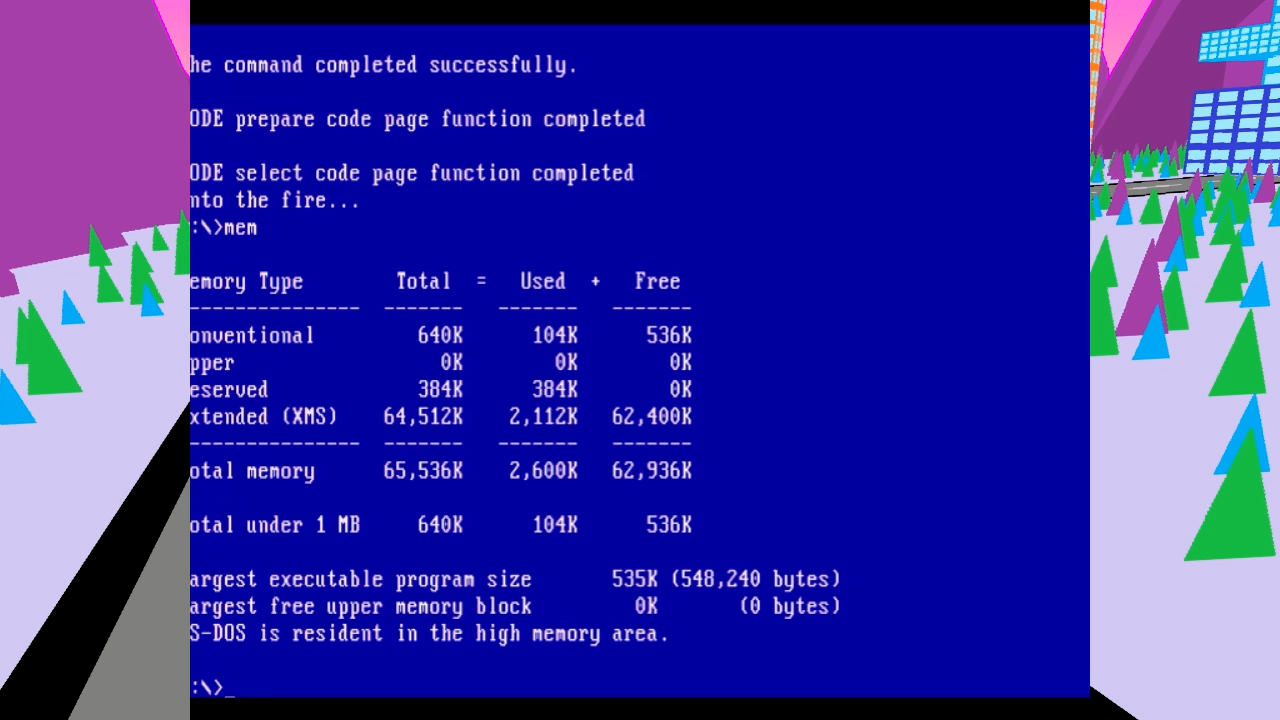 he command completed successfully.
ODE prepare code page function completed
ODE select code page function completed
nto the fire...
:\>mem
emory Type Total = Used + Free
--------------- ------- ------- -------
onventional 640K 104K 536K
pper 0K 0K 0K
eserved 384K 384K 0K
xtended (XMS) 64,512K 2,112K 62,400K
--------------- ------- ------- -------
otal memory 65,536K 2,600K 62,936K
otal under 1 MB 640K 104K 536K
argest executable program size 535K (548,240 bytes)
argest free upper memory block 0K (0 bytes)
S-DOS is resident in the high memory area.
:\>_